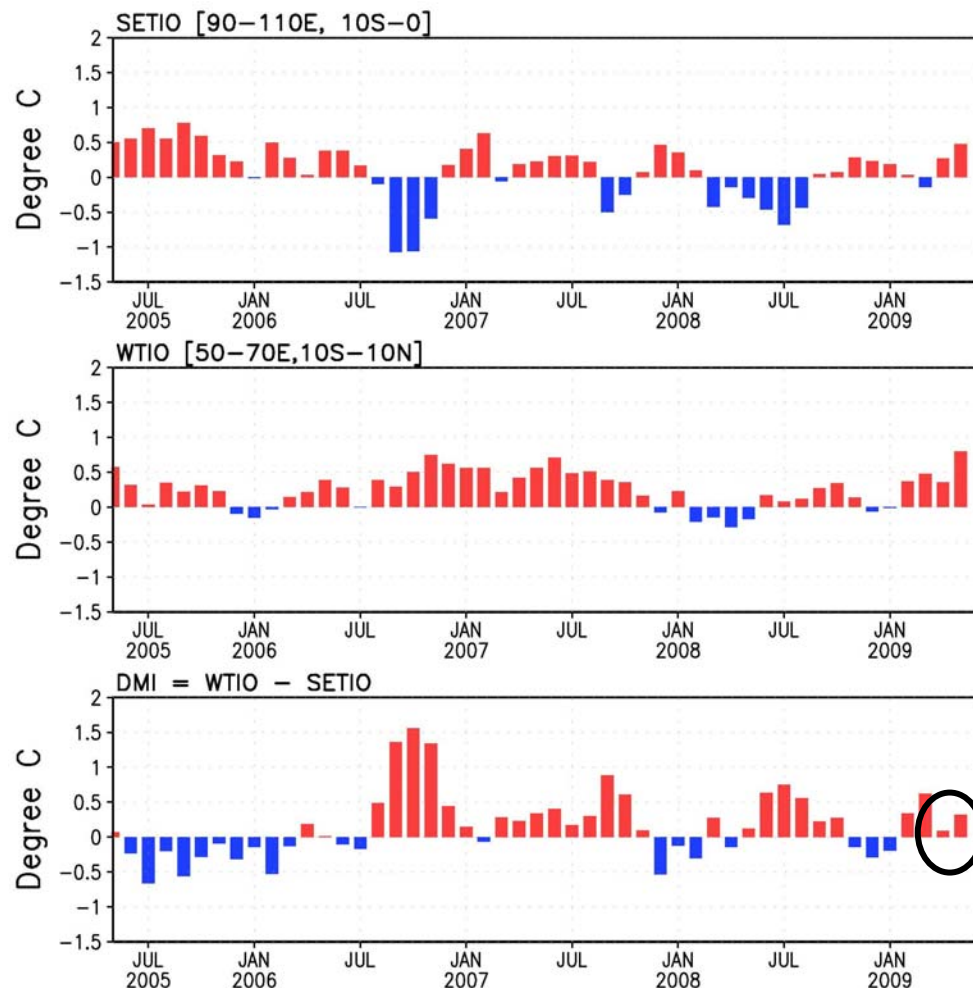 SETIO [90-110E, 10S-0]
Degree C
2
1.5
1
0.5
0
-0.5
-1
-1.5
JUL JAN JUL JAN JUL JAN JUL JAN
2005 2006 2007 2008 2009
WTIO [50-70E,10S-10N]
Degree C
2
1.5
1
0.5
0
-0.5
-1
-1.5
JUL JAN JUL JAN JUL JAN JUL JAN
2005 2006 2007 2008 2009
DMI = WTIO - SETIO
Degree C
2
1.5
1
0.5
0
-0.5
-1
-1.5
JUL JAN JUL JAN JUL JAN JUL JAN
2005 2006 2007 2008 2009